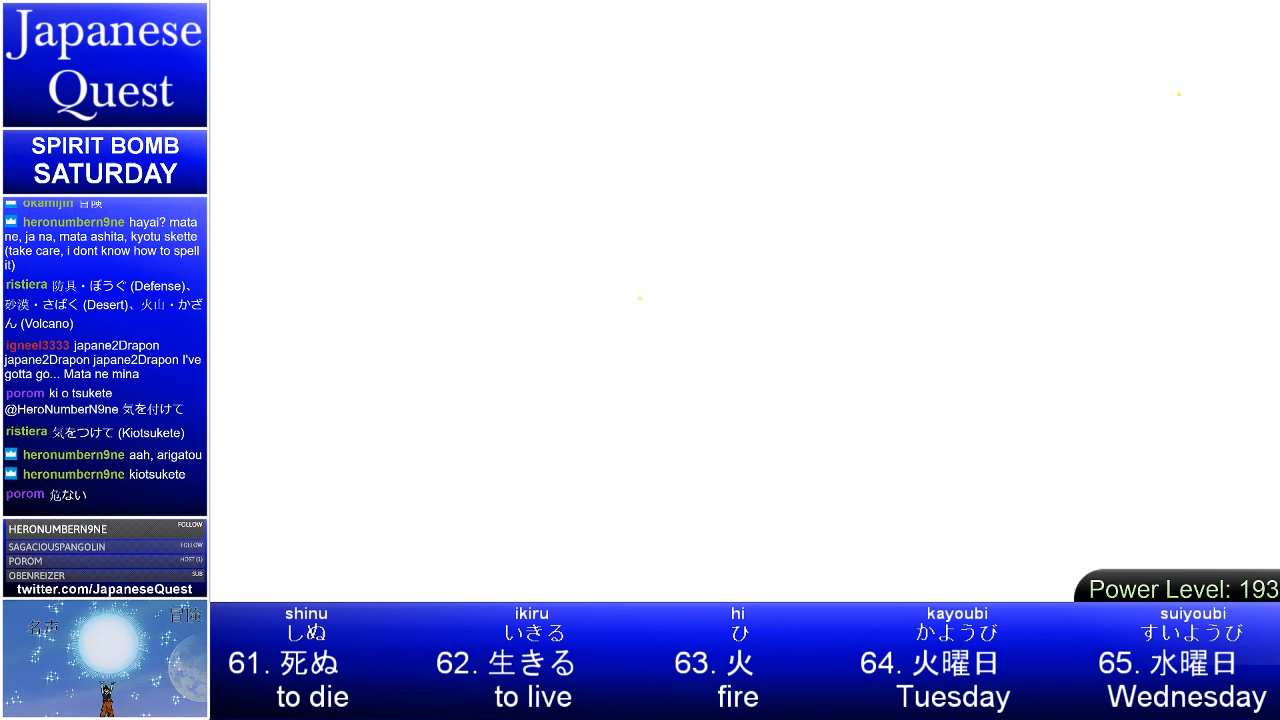 Japanese
Quest
SPIRIT BOMB
SATURDAY
okamijin 冒険
heronumbern9ne hayai? mata
ne, ja na, mata ashita, kyotu skette
(take care, i dont know how to spell
it)
ristiera 防具・ぼうぐ (Defense)、
砂漠・さばく (Desert)、火山・かざ
ん (Volcano)
igneel3333 japane2Drapon
japane2Drapon japane2Drapon I've
gotta go... Mata ne mina
porom ki o tsukete
@HeroNumberN9ne 気を付けて
ristiera 気をつけて (Kiotsukete)
heronumbern9ne aah, arigatou
heronumbern9ne kiotsukete
porom 危ない
HERONUMBERN9NE FOLLOW
SAGACIOUSPANGOLIN FOLLOW
POROM HOST (1)
OBENREIZER SUB
twitter.com/JapaneseQuest
名声 冒険
Power Level: 193
shinu ikiru hi kayoubi suiyoubi
しぬ いきる ひ かようび すいようび
61. 死ぬ 62. 生きる 63. 火 64. 火曜日 65. 水曜日
to die to live fire Tuesday Wednesday